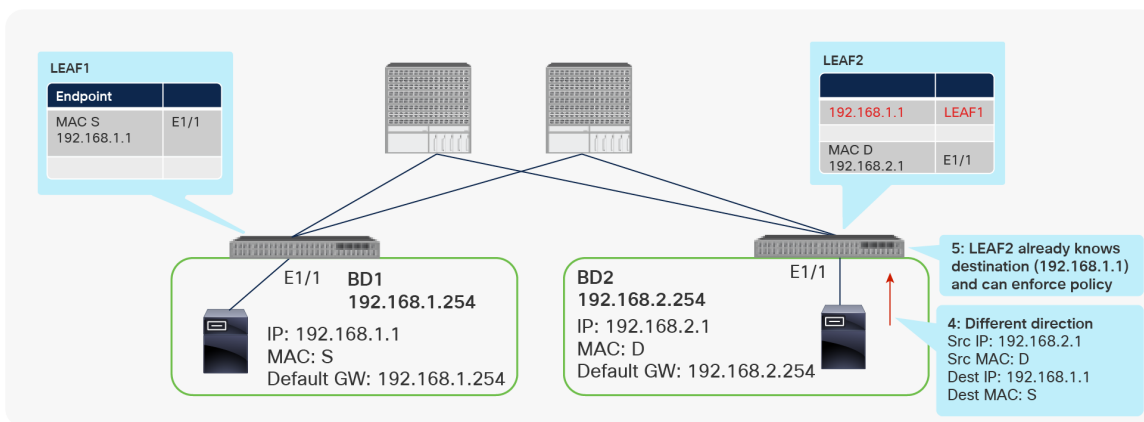 LEAF1
Endpoint
MAC S
192.168.1.1
E1/1
LEAF2
192.168.1.1
LEAF1
MAC D
192.168.2.1
E1/1
E1/1
BD1
192.168.1.254
IP: 192.168.1.1
MAC: S
Default GW: 192.168.1.254
BD2
192.168.2.254
E1/1
IP: 192.168.2.1
MAC: D
Default GW: 192.168.2.254
5: LEAF2 already knows
destination (192.168.1.1)
and can enforce policy
4: Different direction
Src IP: 192.168.2.1
Src MAC: D
Dest IP: 192.168.1.1
Dest MAC: S